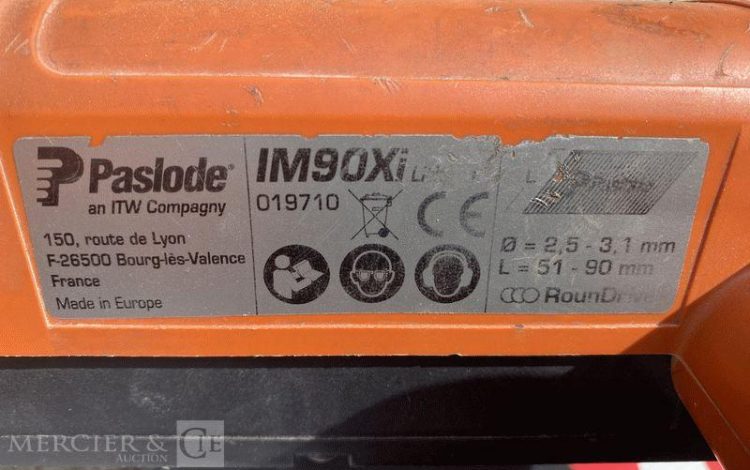 Paslode®
an ITW Compagny
150, route de Lyon
F-26500 Bourg-lès-Valence
France
Made in Europe
IM90Xi
019710
CE
Ø = 2,5 - 3,1 mm
L = 51 - 90 mm
RounDrive
MERCIER & CIE
AUCTION